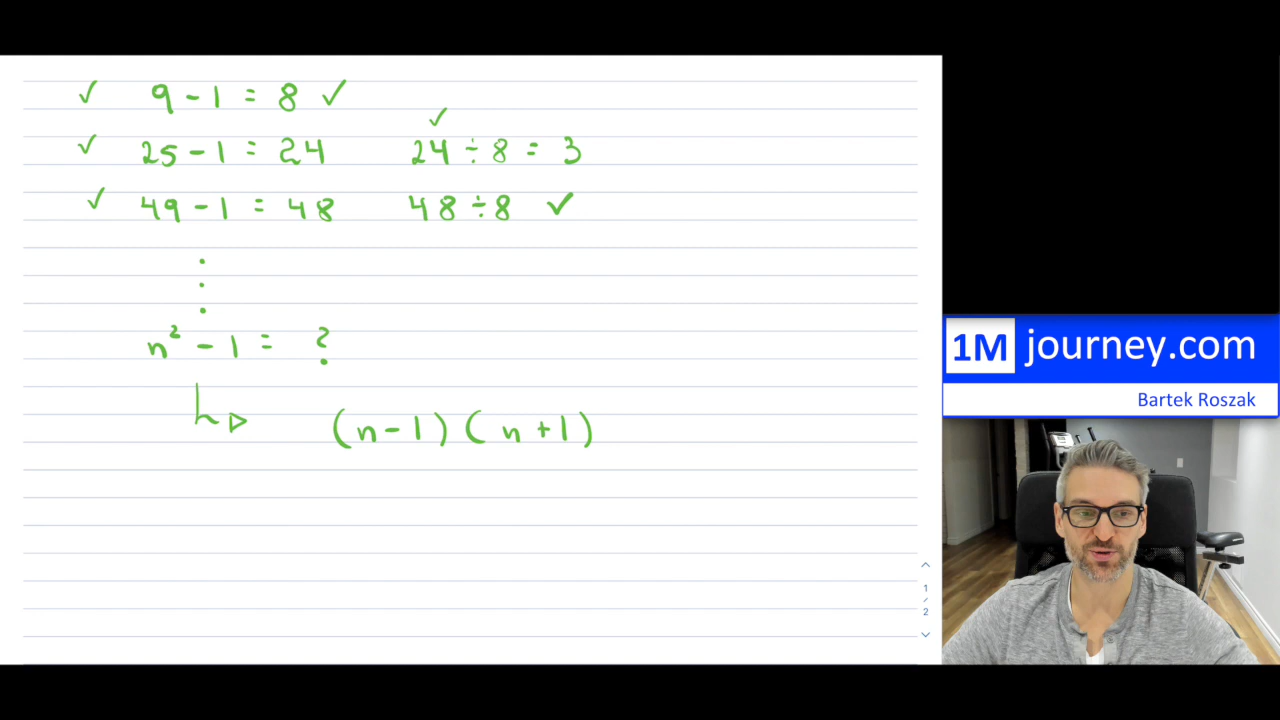 ✓ 9 - 1 = 8 ✓
✓ 25 - 1 = 24 24 ÷ 8 = 3 ✓
✓ 49 - 1 = 48 48 ÷ 8 ✓
⋮
n² - 1 = ?
(n - 1) (n + 1)
1M journey.com
Bartek Roszak
1
2